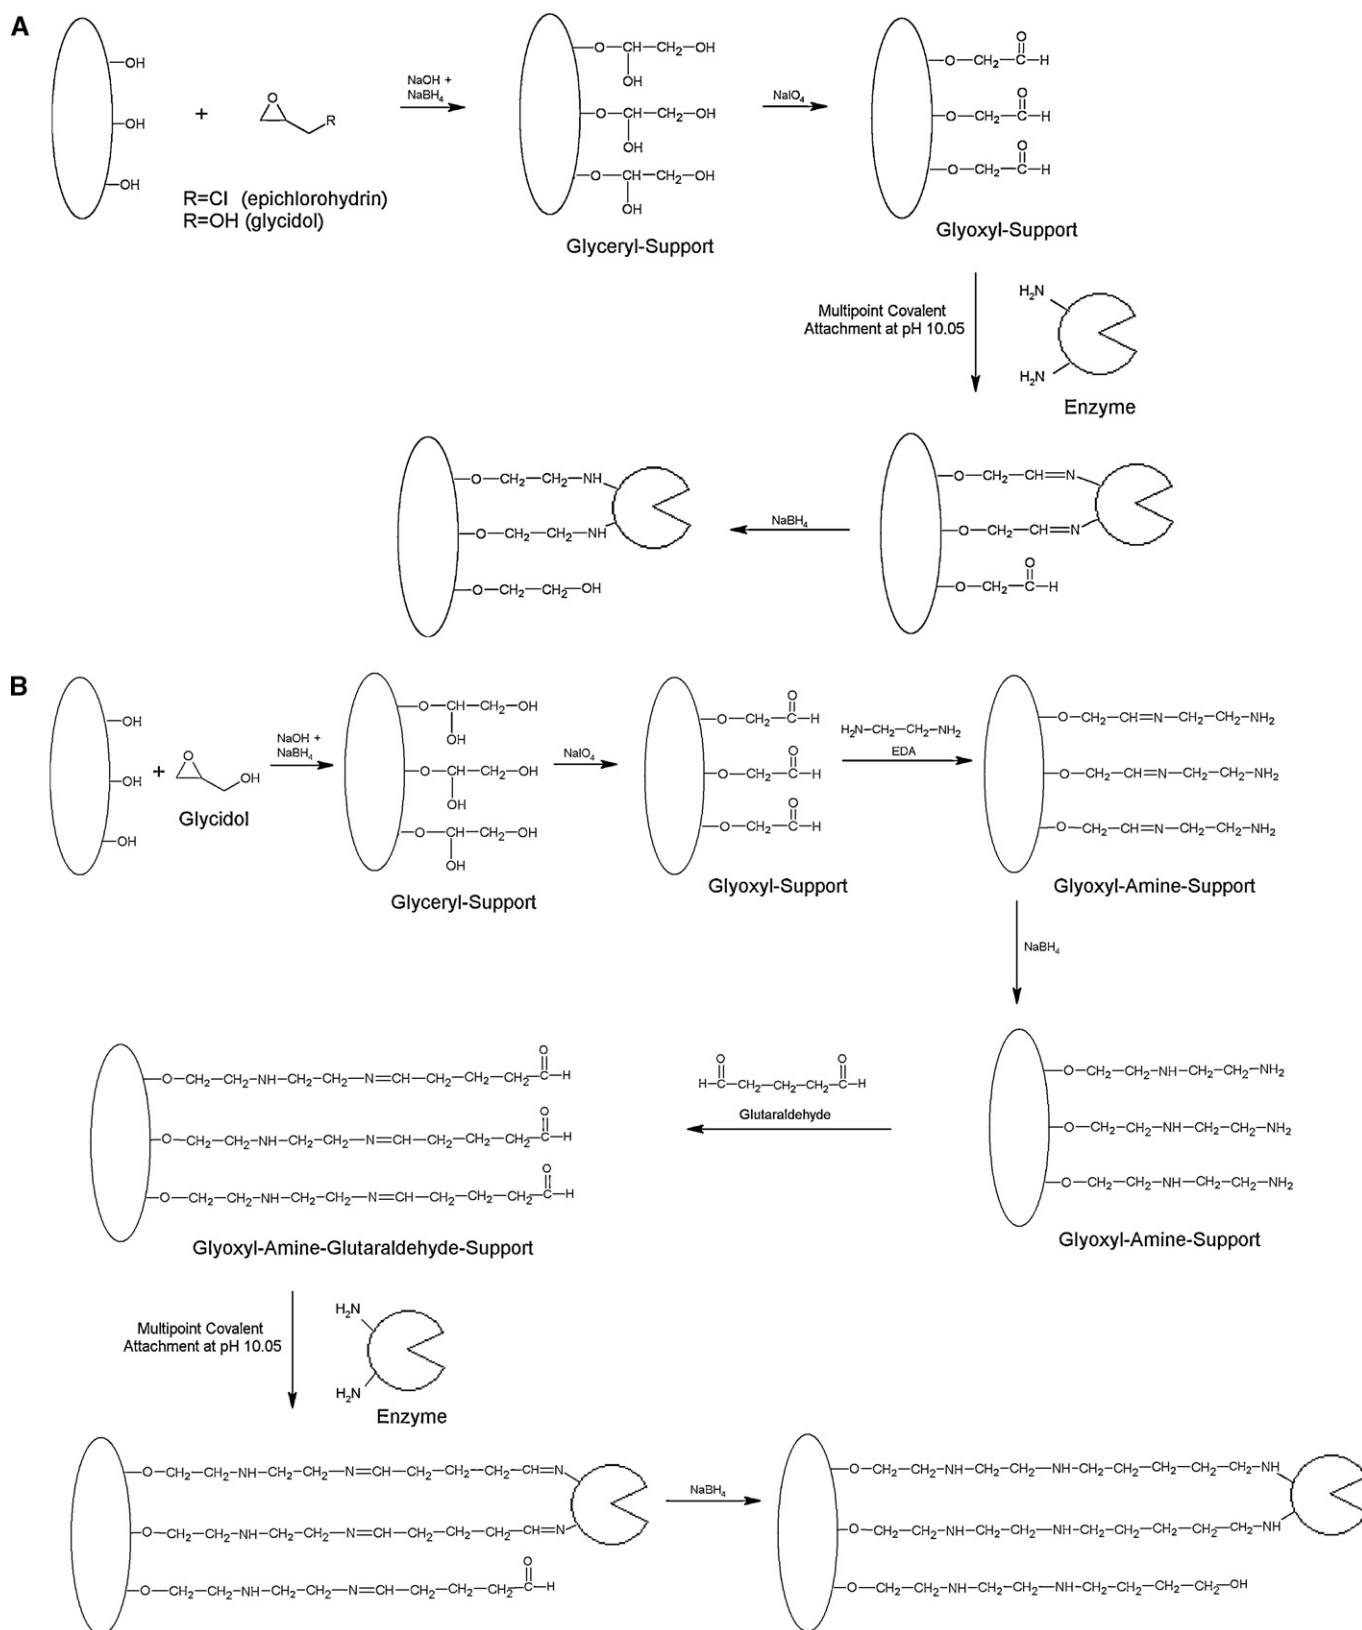 A
OH
OH
OH
+
O
R
R=Cl (epichlorohydrin)
R=OH (glycidol)
NaOH +
NaBH₄
O—CH—CH₂—OH
OH
O—CH—CH₂—OH
OH
O—CH—CH₂—OH
OH
Glyceryl-Support
NaIO₄
O
O—CH₂—C—H
O
O—CH₂—C—H
O
O—CH₂—C—H
Glyoxyl-Support
Multipoint Covalent
Attachment at pH 10.05
H₂N
H₂N
Enzyme
O—CH₂—CH=N
O—CH₂—CH=N
O
O—CH₂—C—H
NaBH₄
O—CH₂—CH₂—NH
O—CH₂—CH₂—NH
O—CH₂—CH₂—OH
B
OH
OH
OH
+
O
OH
Glycidol
NaOH +
NaBH₄
O—CH—CH₂—OH
OH
O—CH—CH₂—OH
OH
O—CH—CH₂—OH
OH
Glyceryl-Support
NaIO₄
O
O—CH₂—C—H
O
O—CH₂—C—H
O
O—CH₂—C—H
Glyoxyl-Support
H₂N—CH₂—CH₂—NH₂
EDA
O—CH₂—CH=N—CH₂—CH₂—NH₂
O—CH₂—CH=N—CH₂—CH₂—NH₂
O—CH₂—CH=N—CH₂—CH₂—NH₂
Glyoxyl-Amine-Support
NaBH₄
O—CH₂—CH₂—NH—CH₂—CH₂—NH₂
O—CH₂—CH₂—NH—CH₂—CH₂—NH₂
O—CH₂—CH₂—NH—CH₂—CH₂—NH₂
Glyoxyl-Amine-Support
O O
H—C—CH₂—CH₂—CH₂—C—H
Glutaraldehyde
O
O—CH₂—CH₂—NH—CH₂—CH₂—N=CH—CH₂—CH₂—CH₂—C—H
O
O—CH₂—CH₂—NH—CH₂—CH₂—N=CH—CH₂—CH₂—CH₂—C—H
O
O—CH₂—CH₂—NH—CH₂—CH₂—N=CH—CH₂—CH₂—CH₂—C—H
Glyoxyl-Amine-Glutaraldehyde-Support
Multipoint Covalent
Attachment at pH 10.05
H₂N
H₂N
Enzyme
O—CH₂—CH₂—NH—CH₂—CH₂—N=CH—CH₂—CH₂—CH₂—CH=N
O—CH₂—CH₂—NH—CH₂—CH₂—N=CH—CH₂—CH₂—CH₂—CH=N
O
O—CH₂—CH₂—NH—CH₂—CH₂—N=CH—CH₂—CH₂—CH₂—C—H
NaBH₄
O—CH₂—CH₂—NH—CH₂—CH₂—NH—CH₂—CH₂—CH₂—CH₂—CH₂—NH
O—CH₂—CH₂—NH—CH₂—CH₂—NH—CH₂—CH₂—CH₂—CH₂—CH₂—NH
O—CH₂—CH₂—NH—CH₂—CH₂—NH—CH₂—CH₂—CH₂—CH₂—OH